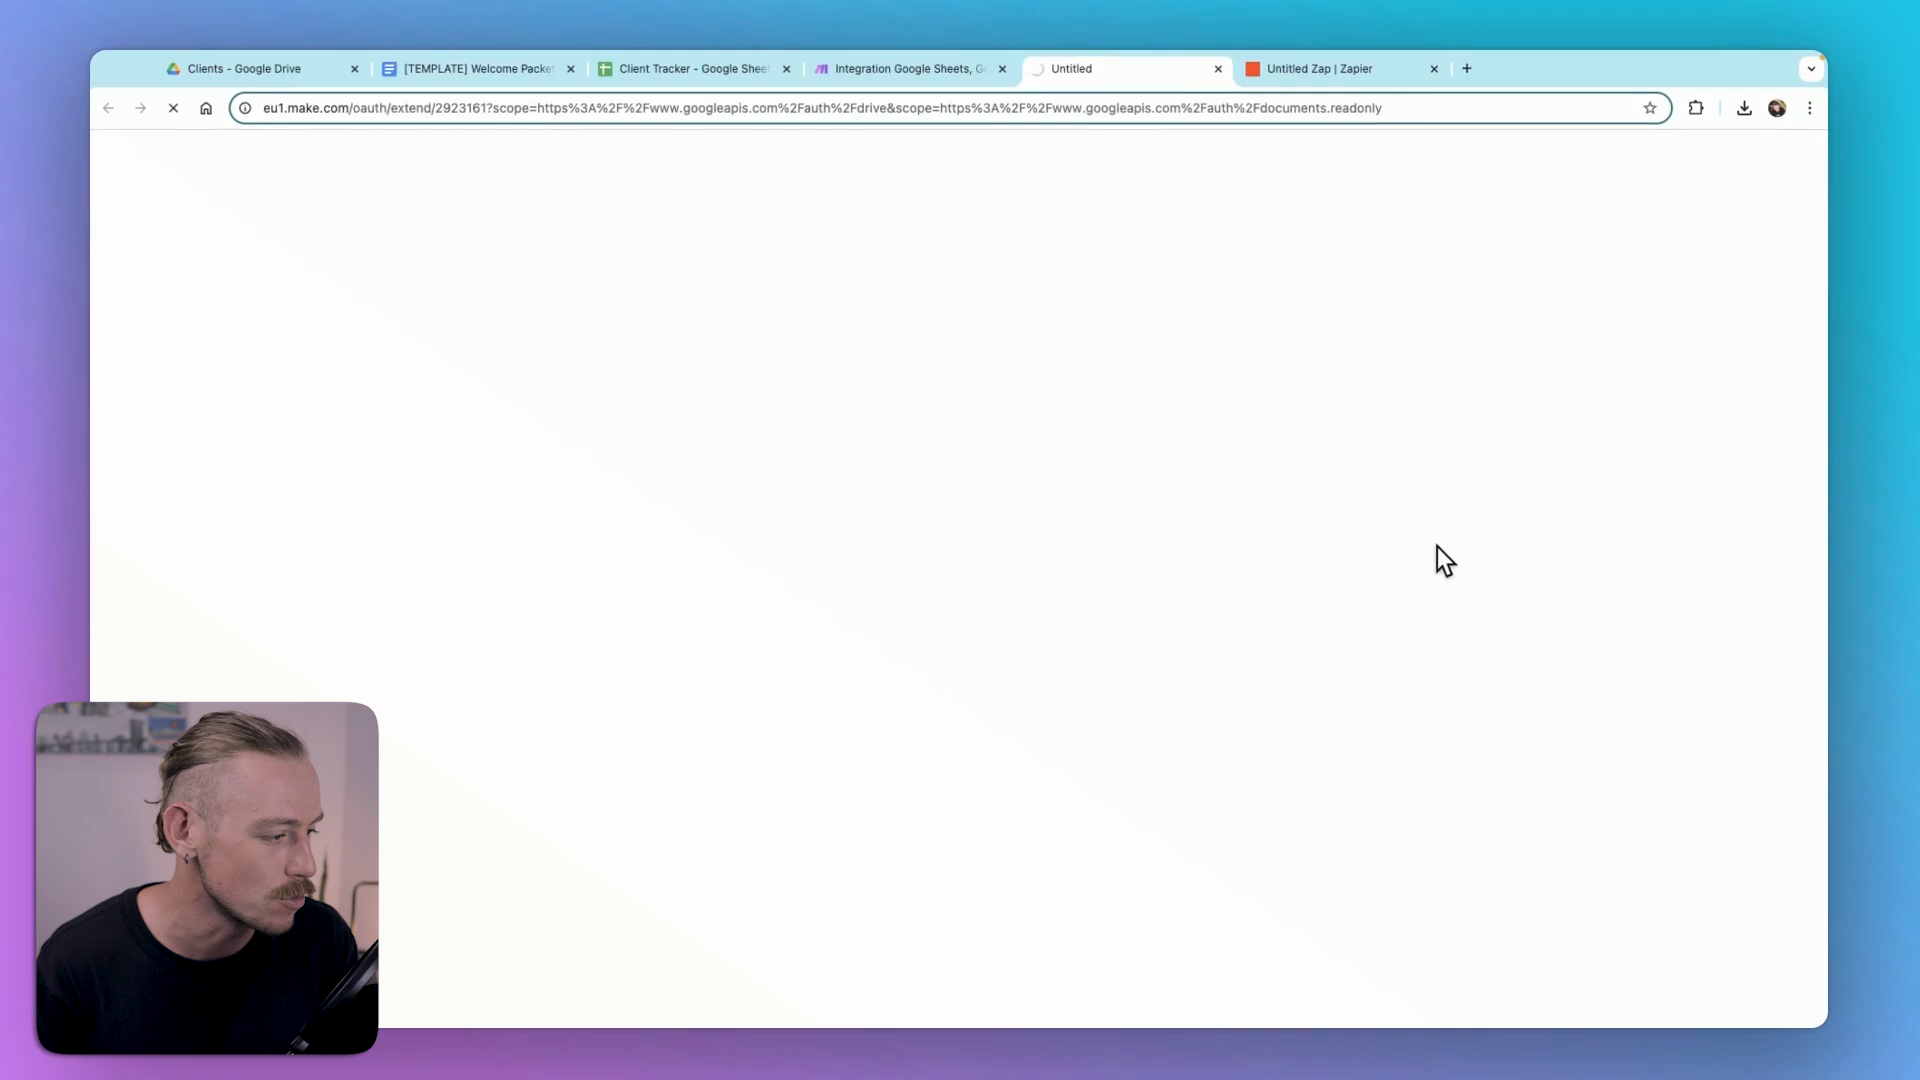 Clients - Google Drive
[TEMPLATE] Welcome Packe
Client Tracker - Google Shee
Integration Google Sheets, G
Untitled
Untitled Zap | Zapier
eu1.make.com/oauth/extend/2923161?scope=https%3A%2F%2Fwww.googleapis.com%2Fauth%2Fdrive&scope=https%3A%2F%2Fwww.googleapis.com%2Fauth%2Fdocuments.readonly